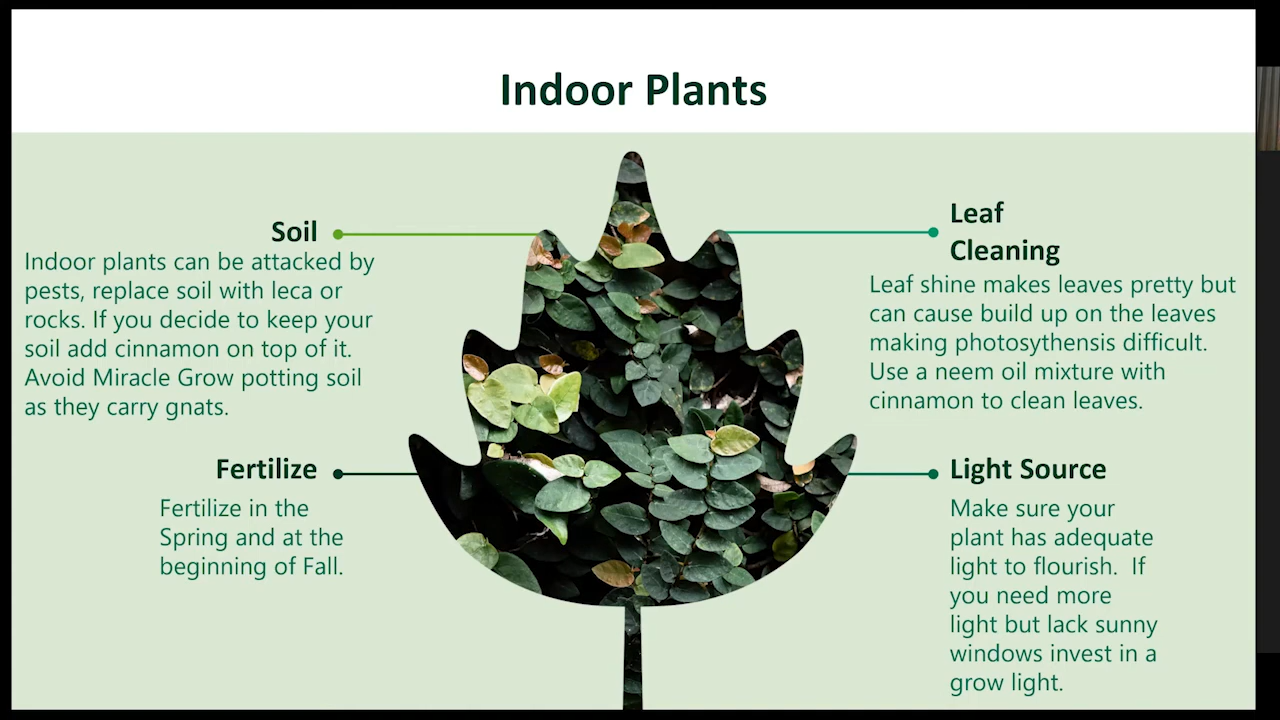 Indoor Plants
Soil
Indoor plants can be attacked by
pests, replace soil with leca or
rocks. If you decide to keep your
soil add cinnamon on top of it.
Avoid Miracle Grow potting soil
as they carry gnats.
Fertilize
Fertilize in the
Spring and at the
beginning of Fall.
Leaf
Cleaning
Leaf shine makes leaves pretty but
can cause build up on the leaves
making photosythensis difficult.
Use a neem oil mixture with
cinnamon to clean leaves.
Light Source
Make sure your
plant has adequate
light to flourish.  If
you need more
light but lack sunny
windows invest in a
grow light.